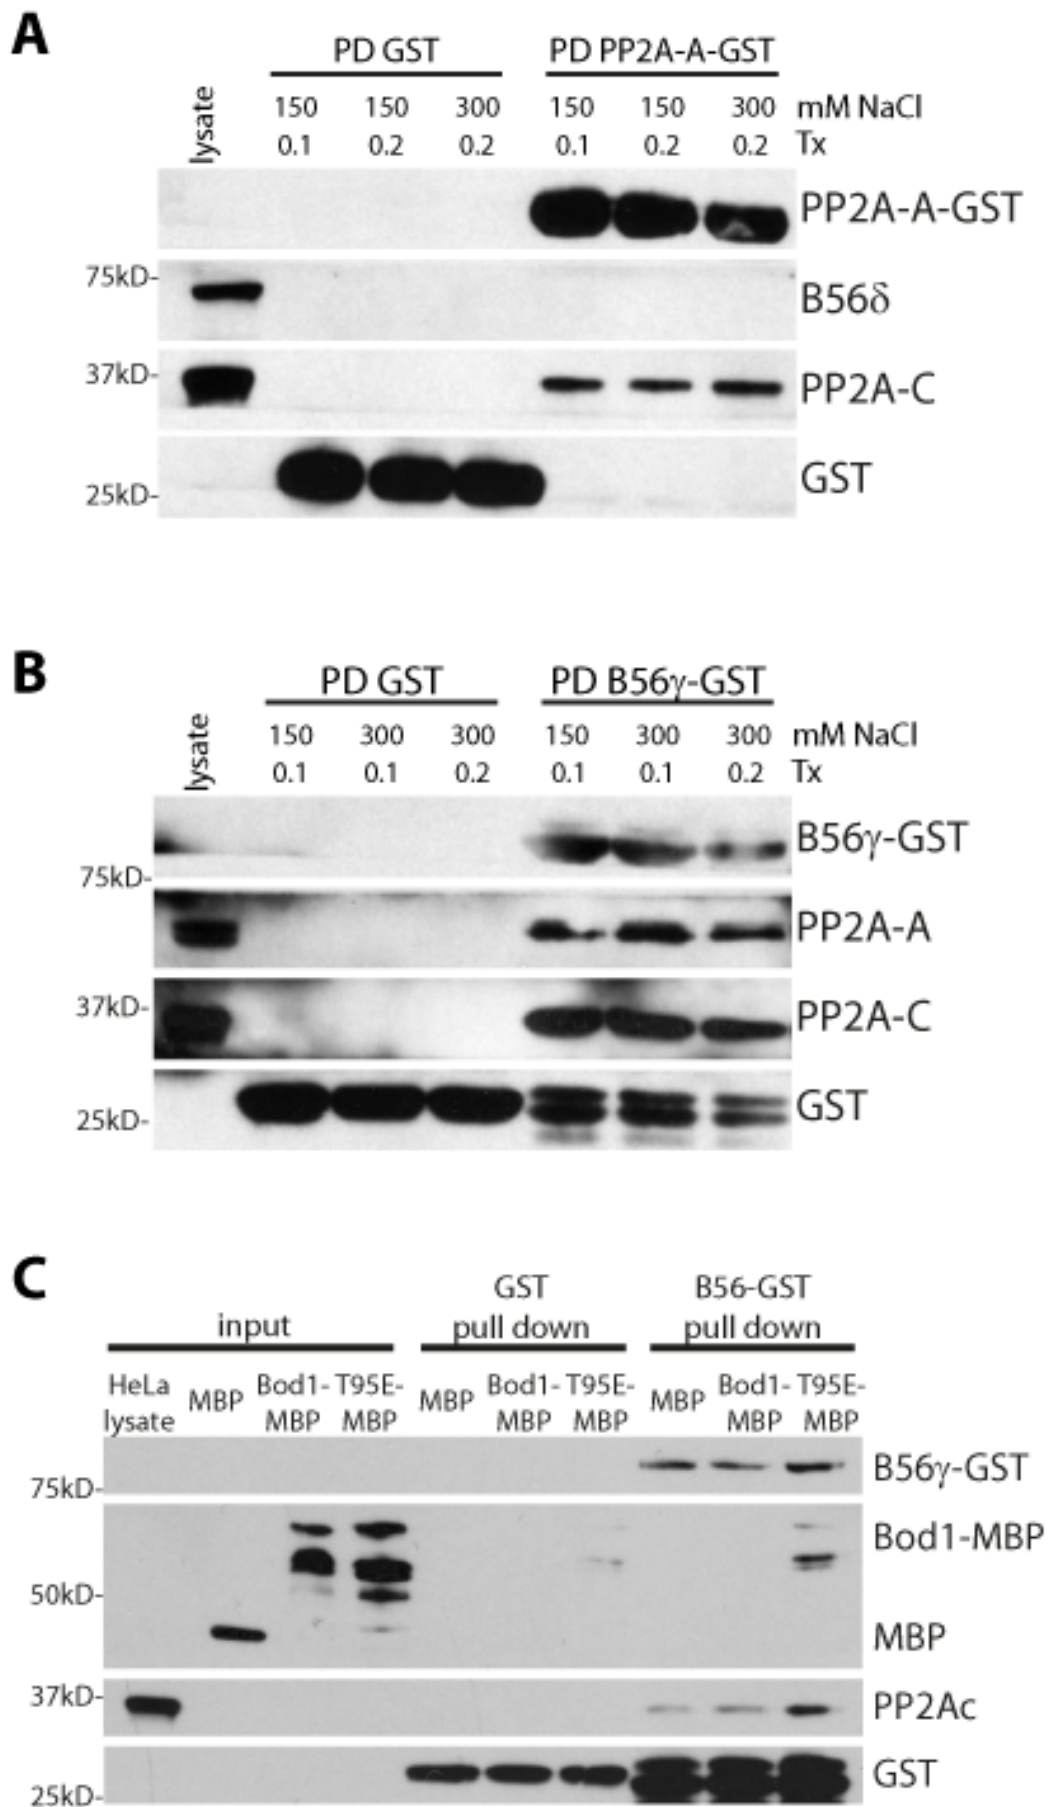 A
PD GST PD PP2A-A-GST
lysate
150 150 300 150 150 300 mM NaCl
0.1 0.2 0.2 0.1 0.2 0.2 Tx
PP2A-A-GST
75kD-
B56δ
37kD-
PP2A-C
GST
25kD-
B
PD GST PD B56γ-GST
lysate
150 300 300 150 300 300 mM NaCl
0.1 0.1 0.2 0.1 0.1 0.2 Tx
B56γ-GST
75kD-
PP2A-A
37kD-
PP2A-C
GST
25kD-
C
GST B56-GST
input pull down pull down
HeLa MBP Bod1- T95E- MBP Bod1- T95E- MBP Bod1- T95E-
lysate MBP MBP MBP MBP MBP MBP
B56γ-GST
75kD-
Bod1-MBP
50kD-
MBP
37kD-
PP2Ac
GST
25kD-